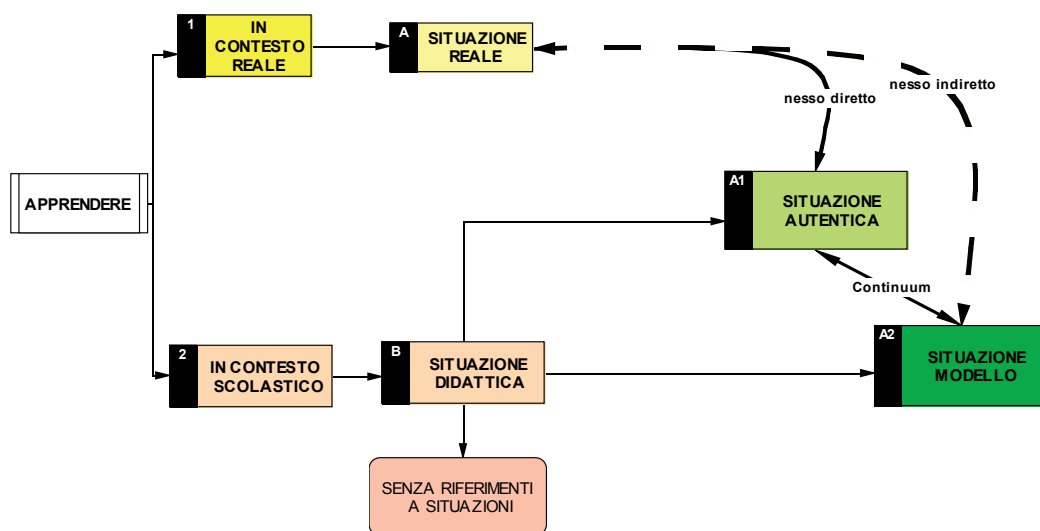 1
IN
CONTESTO
REALE
A
SITUAZIONE
REALE
nesso diretto
nesso indiretto
APPRENDERE
A1
SITUAZIONE
AUTENTICA
Continuum
2
IN CONTESTO
SCOLASTICO
B
SITUAZIONE
DIDATTICA
A2
SITUAZIONE
MODELLO
SENZA RIFERIMENTI
A SITUAZIONI